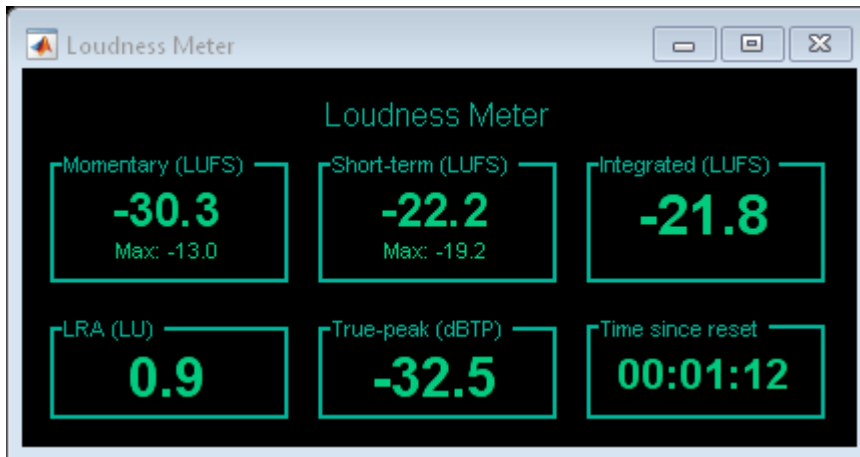 Loudness Meter
Loudness Meter
Momentary (LUFS)
-30.3
Max: -13.0
Short-term (LUFS)
-22.2
Max: -19.2
Integrated (LUFS)
-21.8
LRA (LU)
0.9
True-peak (dBTP)
-32.5
Time since reset
00:01:12